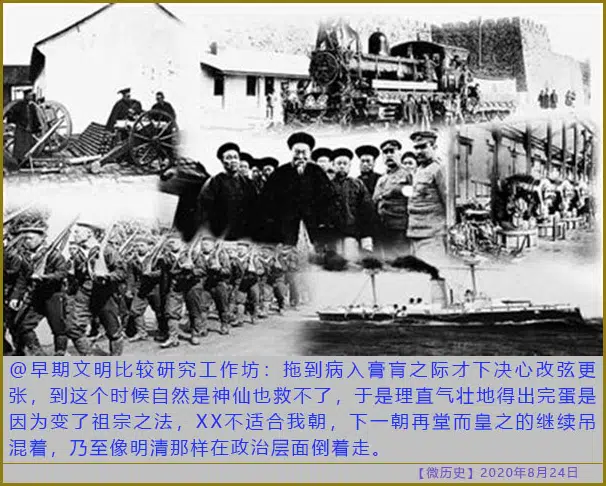 @早期文明比较研究工作坊：拖到病入膏肓之际才下决心改弦更
张，到这个时候自然是神仙也救不了，于是理直气壮地得出完蛋是
因为变了祖宗之法，XX不适合我朝，下一朝再堂而皇之的继续吊
混着，乃至像明清那样在政治层面倒着走。
【微历史】2020年8月24日